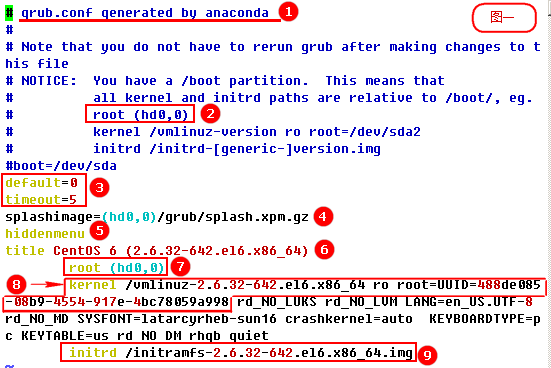 # grub.conf generated by anaconda 1 图一
#
# Note that you do not have to rerun grub after making changes to t
his file
# NOTICE:  You have a /boot partition.  This means that
#          all kernel and initrd paths are relative to /boot/, eg.
#          root (hd0,0) 2
#          kernel /vmlinuz-version ro root=/dev/sda2
#          initrd /initrd-[generic-]version.img
#boot=/dev/sda
default=0 3
timeout=5
splashimage=(hd0,0)/grub/splash.xpm.gz 4
hiddenmenu 5
title CentOS 6 (2.6.32-642.el6.x86_64) 6
root (hd0,0) 7
8 kernel /vmlinuz-2.6.32-642.el6.x86_64 ro root=UUID=488de085
-08b9-4554-917e-4bc78059a998 rd_NO_LUKS rd_NO_LVM LANG=en_US.UTF-8
rd_NO_MD SYSFONT=latarcyrheb-sun16 crashkernel=auto  KEYBOARDTYPE=p
c KEYTABLE=us rd_NO_DM rhgb quiet
initrd /initramfs-2.6.32-642.el6.x86_64.img 9
~